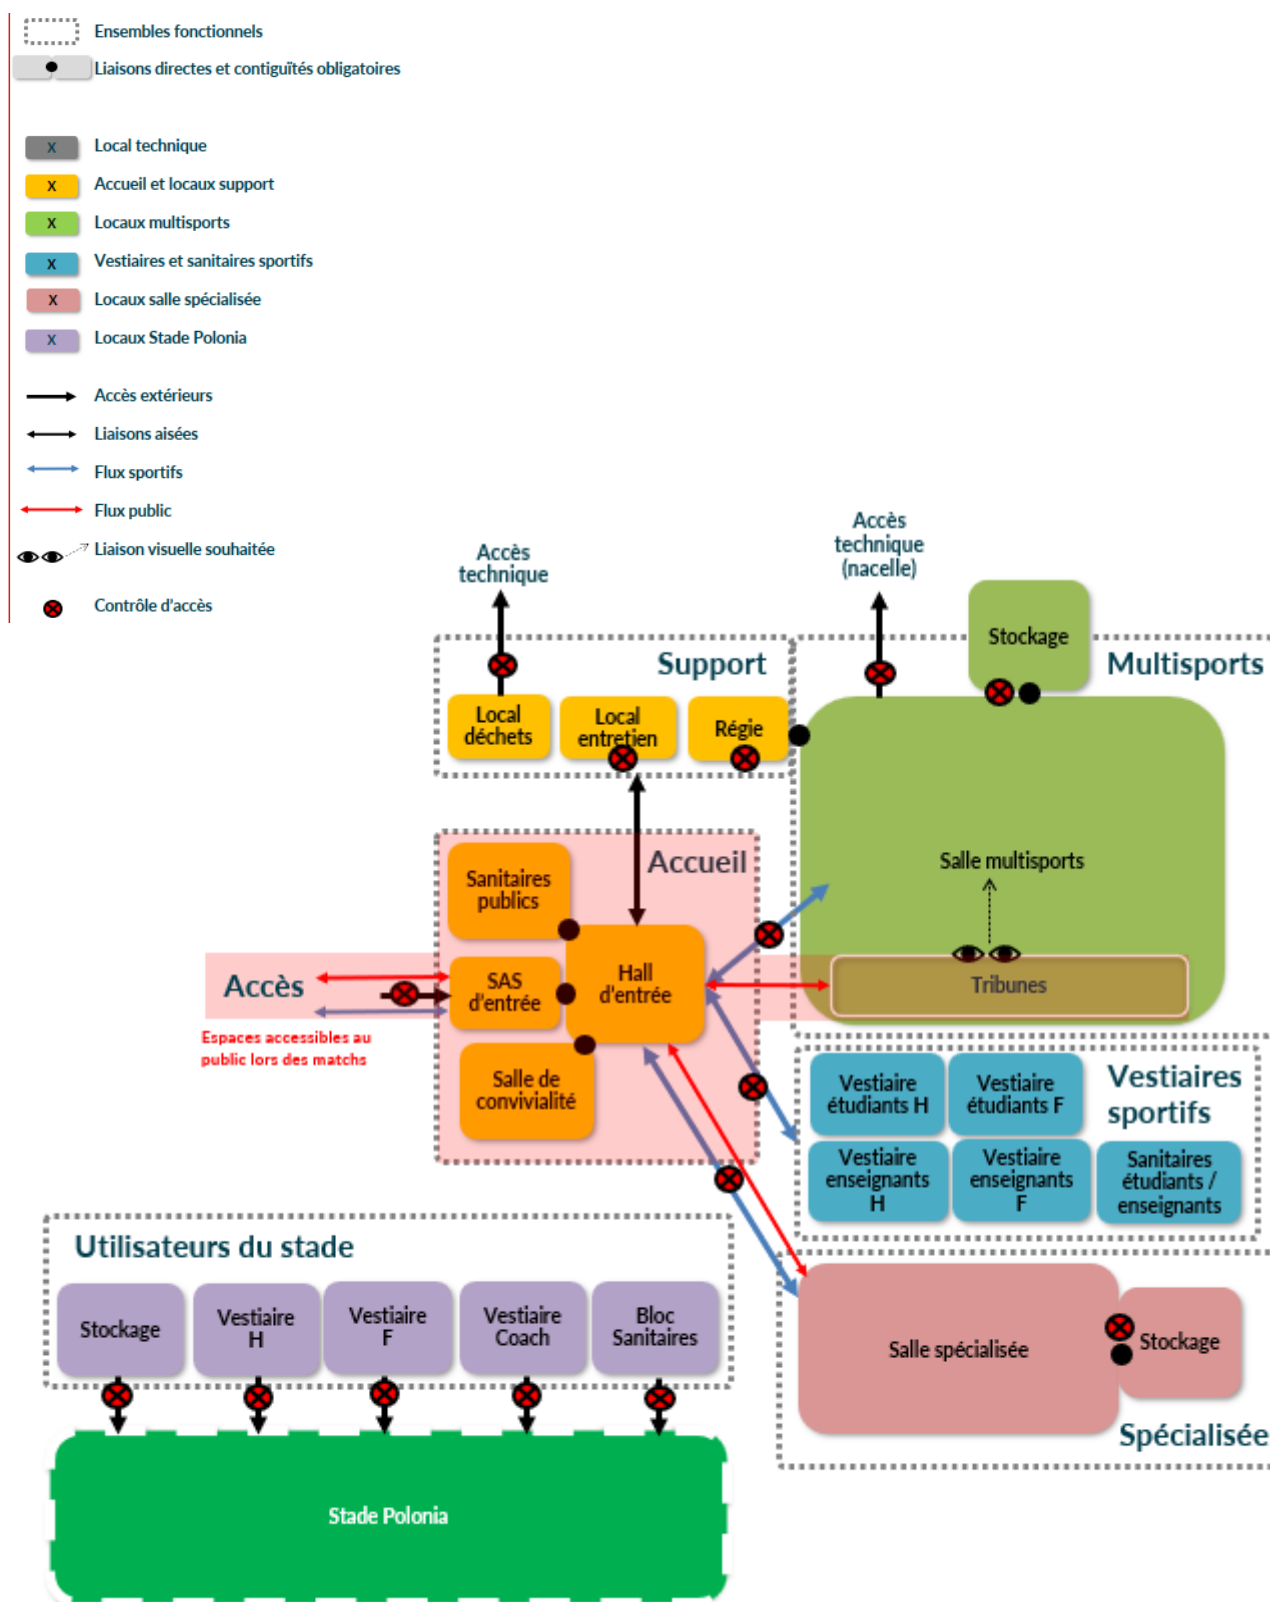 Ensembles fonctionnels
Liaisons directes et contiguïtés obligatoires
X Local technique
X Accueil et locaux support
X Locaux multisports
X Vestiaires et sanitaires sportifs
X Locaux salle spécialisée
X Locaux Stade Polonia
Accès extérieurs
Liaisons aisées
Flux sportifs
Flux public
Liaison visuelle souhaitée
Contrôle d'accès
Accès
technique
Accès
technique
(nacelle)
Support
Local
déchets
Local
entretien
Régie
Stockage
Multisports
Salle multisports
Tribunes
Accueil
Sanitaires
publics
SAS
d'entrée
Hall
d'entrée
Salle de
convivialité
Accès
Espaces accessibles au
public lors des matchs
Vestiaires
sportifs
Vestiaire
étudiants H
Vestiaire
étudiants F
Vestiaire
enseignants
H
Vestiaire
enseignants
F
Sanitaires
étudiants /
enseignants
Utilisateurs du stade
Stockage
Vestiaire
H
Vestiaire
F
Vestiaire
Coach
Bloc
Sanitaires
Salle spécialisée
Stockage
Spécialisée
Stade Polonia